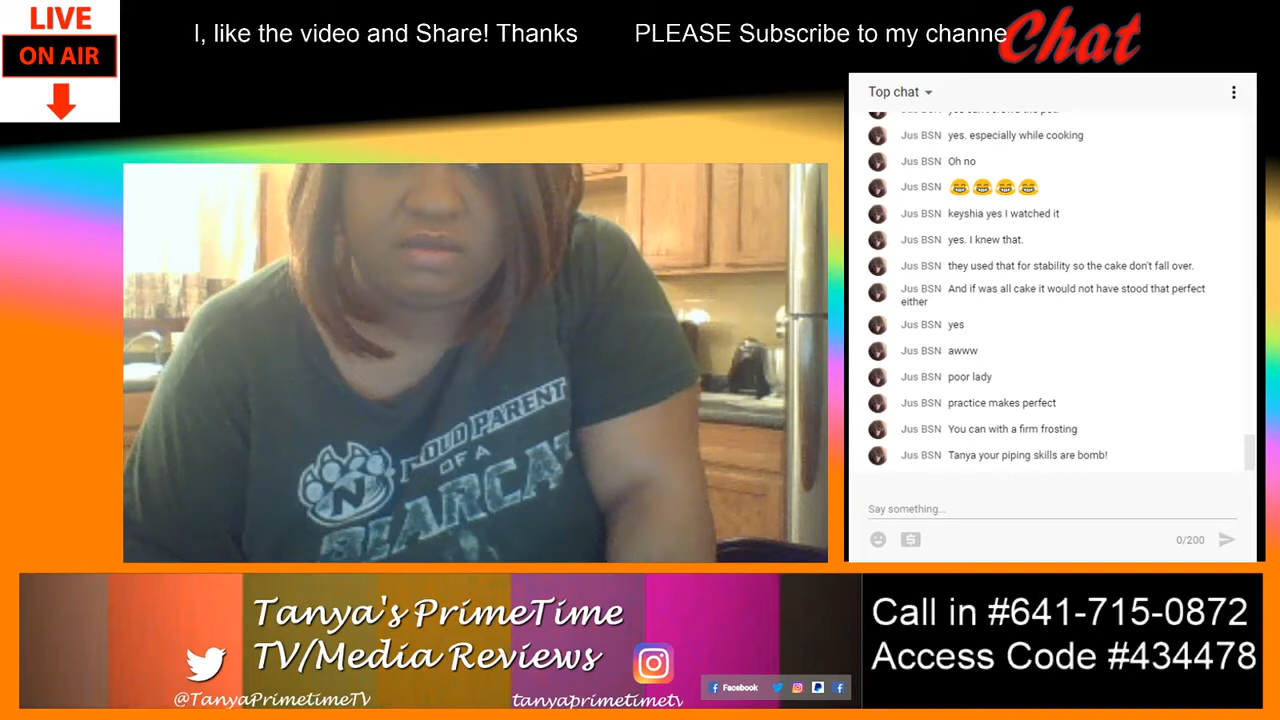 LIVE
ON AIR
I, like the video and Share! Thanks PLEASE Subscribe to my channe
Chat
Top chat
Jus BSN yes. especially while cooking
Jus BSN Oh no
Jus BSN 😂😂😂😂
Jus BSN keyshia yes I watched it
Jus BSN yes. I knew that.
Jus BSN they used that for stability so the cake don't fall over.
Jus BSN And if was all cake it would not have stood that perfect
either
Jus BSN yes
Jus BSN awww
Jus BSN poor lady
Jus BSN practice makes perfect
Jus BSN You can with a firm frosting
Jus BSN Tanya your piping skills are bomb!
Say something...
0/200
OUD PARENT
OF A
BEARCAT
N
Tanya's PrimeTime
TV/Media Reviews
@TanyaPrimetimeTV
tanyaprimetimetv
Facebook
Call in #641-715-0872
Access Code #434478